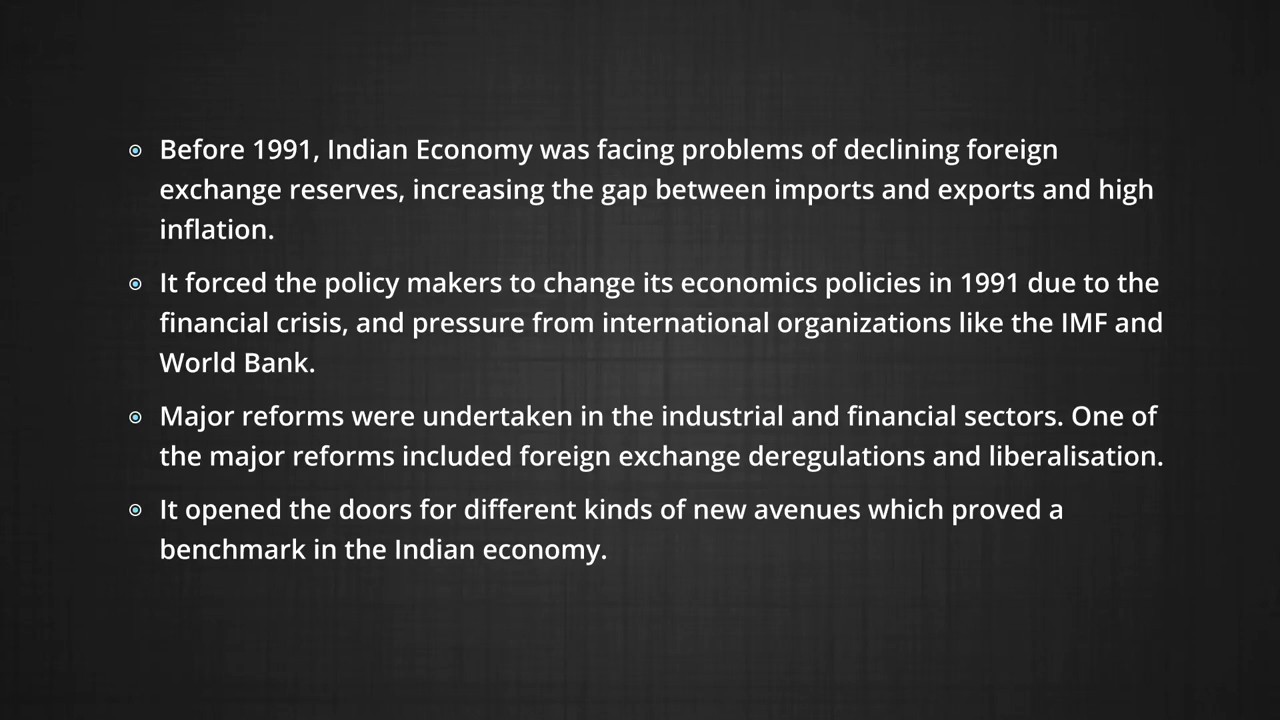 Before 1991, Indian Economy was facing problems of declining foreign
exchange reserves, increasing the gap between imports and exports and high
inflation.
It forced the policy makers to change its economics policies in 1991 due to the
financial crisis, and pressure from international organizations like the IMF and
World Bank.
Major reforms were undertaken in the industrial and financial sectors. One of
the major reforms included foreign exchange deregulations and liberalisation.
It opened the doors for different kinds of new avenues which proved a
benchmark in the Indian economy.